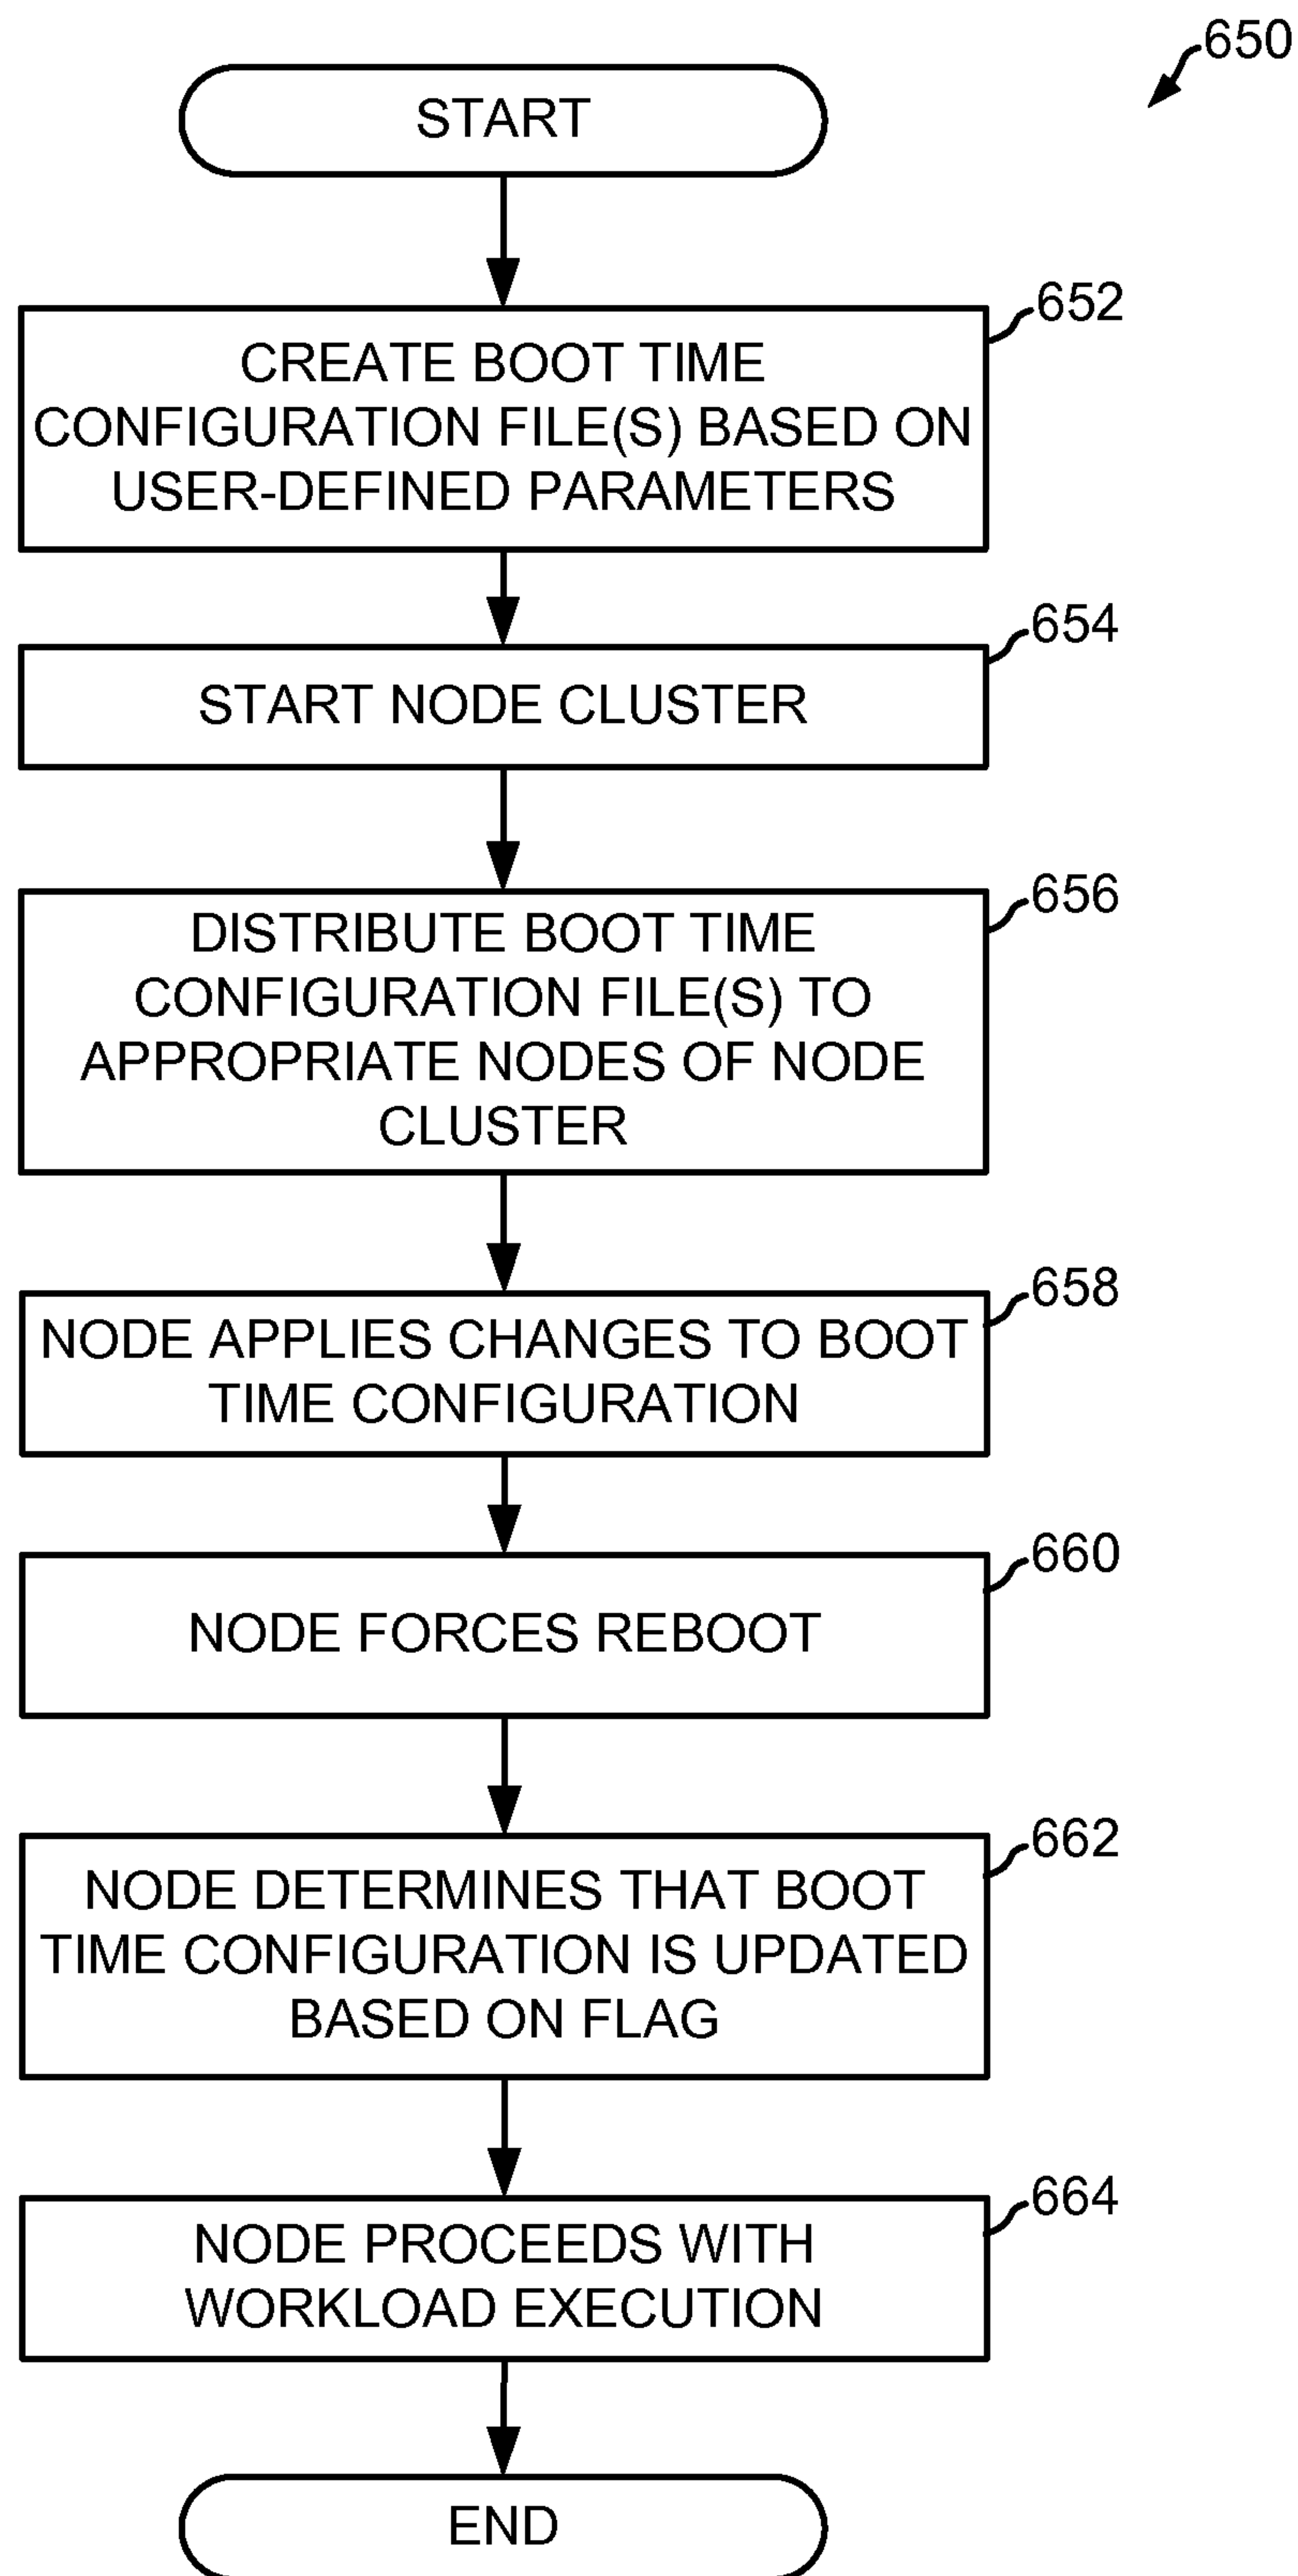 650
START
652
CREATE BOOT TIME
CONFIGURATION FILE(S) BASED ON
USER-DEFINED PARAMETERS
654
START NODE CLUSTER
656
DISTRIBUTE BOOT TIME
CONFIGURATION FILE(S) TO
APPROPRIATE NODES OF NODE
CLUSTER
658
NODE APPLIES CHANGES TO BOOT
TIME CONFIGURATION
660
NODE FORCES REBOOT
662
NODE DETERMINES THAT BOOT
TIME CONFIGURATION IS UPDATED
BASED ON FLAG
664
NODE PROCEEDS WITH
WORKLOAD EXECUTION
END